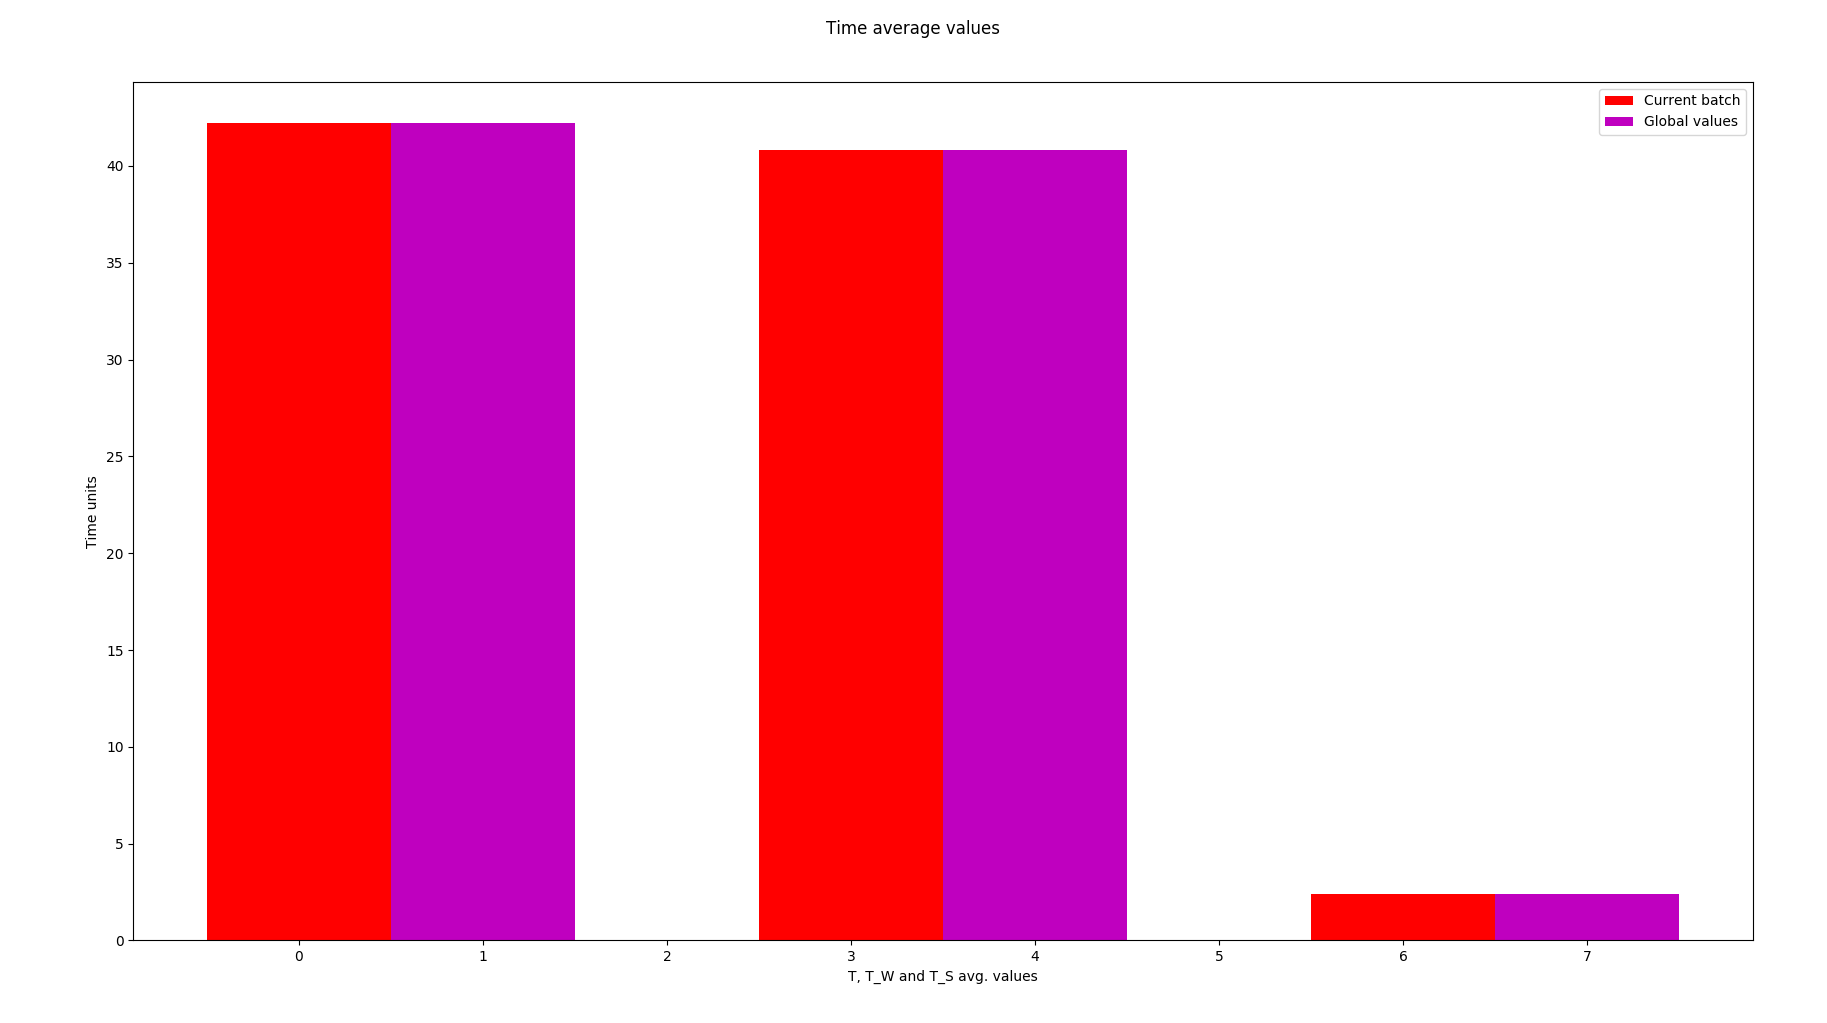 Time average values
Current batch
Global values
40
35
30
25
20
15
10
5
0
Time units
0 1 2 3 4 5 6 7
T, T_W and T_S avg. values